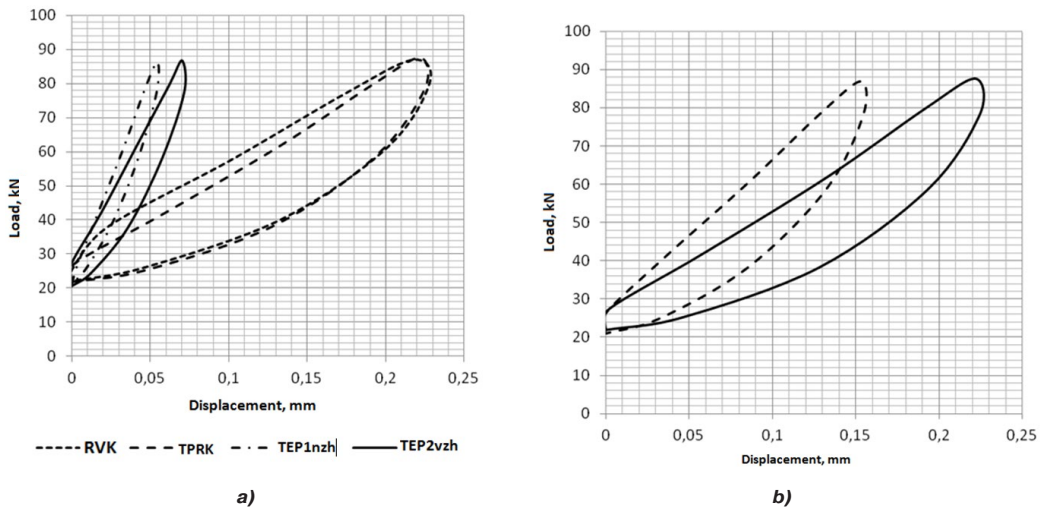 100
90
80
70
60
50
40
30
20
10
0
Load, kN
0 0,05 0,1 0,15 0,2 0,25
Displacement, mm
RVK TPRK TEP1nzh TEP2vzh
a)
100
90
80
70
60
50
40
30
20
10
0
Load, kN
0 0,05 0,1 0,15 0,2 0,25
Displacement, mm
b)